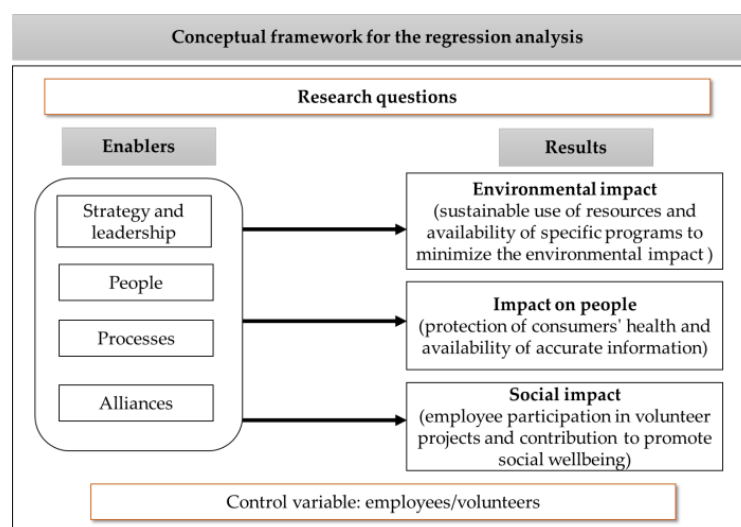 Conceptual framework for the regression analysis
Research questions
Enablers
Strategy and
leadership
People
Processes
Alliances
Results
Environmental impact
(sustainable use of resources and
availability of specific programs to
minimize the environmental impact )
Impact on people
(protection of consumers' health and
availability of accurate information)
Social impact
(employee participation in volunteer
projects and contribution to promote
social wellbeing)
Control variable: employees/volunteers